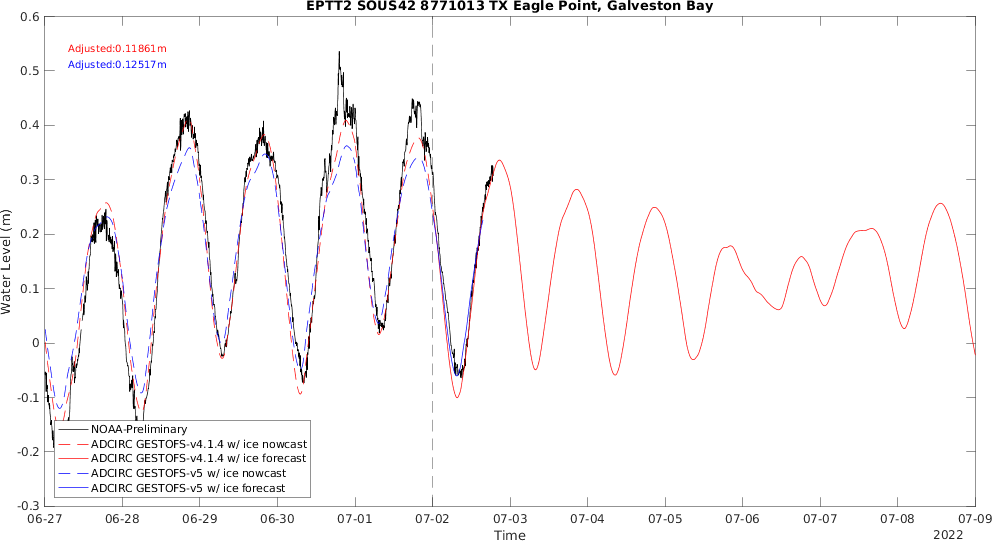 EPTT2 SOUS42 8771013 TX Eagle Point, Galveston Bay
0.6
Adjusted:0.11861m
Adjusted:0.12517m
0.5
0.4
0.3
0.2
0.1
0
-0.1
-0.2
-0.3
Water Level (m)
NOAA-Preliminary
ADCIRC GESTOFS-v4.1.4 w/ ice nowcast
ADCIRC GESTOFS-v4.1.4 w/ ice forecast
ADCIRC GESTOFS-v5 w/ ice nowcast
ADCIRC GESTOFS-v5 w/ ice forecast
06-27 06-28 06-29 06-30 07-01 07-02 07-03 07-04 07-05 07-06 07-07 07-08 07-09
Time
2022